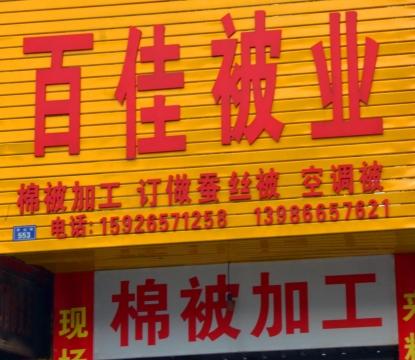 百佳被业
棉被加工 订做蚕丝被 空调被
电话:15926571258 13986657621
553
棉被加工
现场